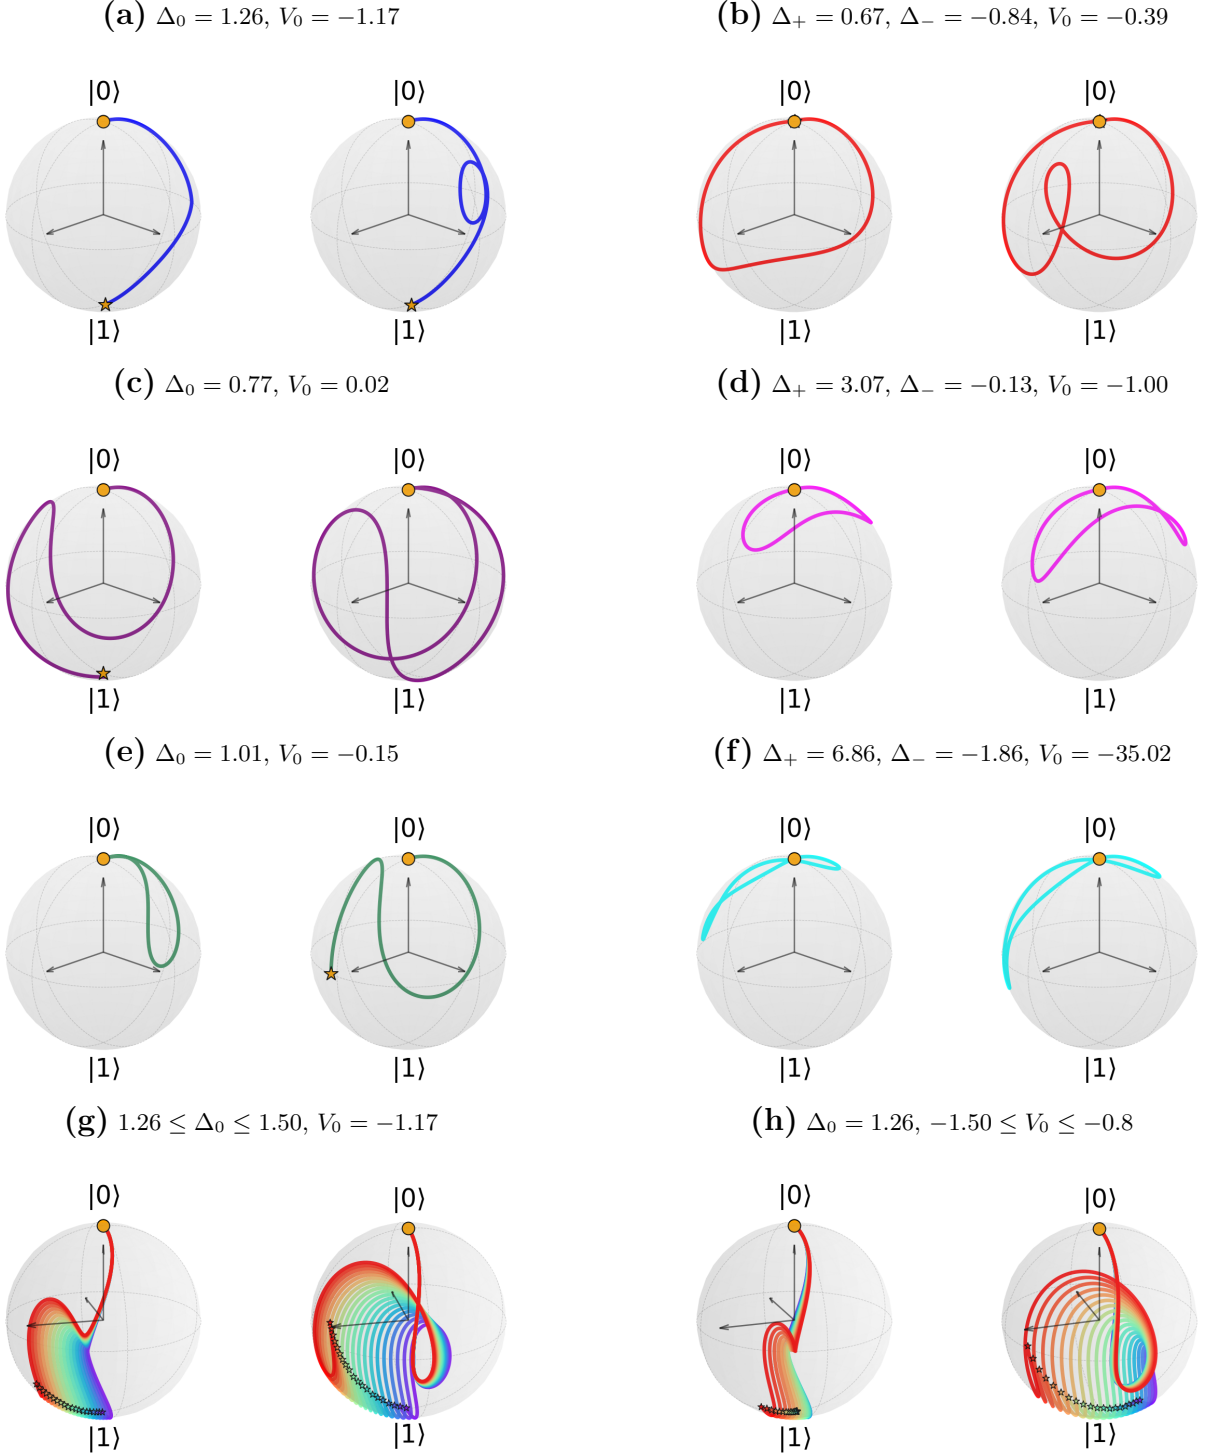 (a) Δ₀ = 1.26, V₀ = −1.17
(b) Δ₊ = 0.67, Δ₋ = −0.84, V₀ = −0.39
|0⟩ |0⟩ |0⟩ |0⟩
|1⟩ |1⟩ |1⟩ |1⟩
(c) Δ₀ = 0.77, V₀ = 0.02
(d) Δ₊ = 3.07, Δ₋ = −0.13, V₀ = −1.00
|0⟩ |0⟩ |0⟩ |0⟩
|1⟩ |1⟩ |1⟩ |1⟩
(e) Δ₀ = 1.01, V₀ = −0.15
(f) Δ₊ = 6.86, Δ₋ = −1.86, V₀ = −35.02
|0⟩ |0⟩ |0⟩ |0⟩
|1⟩ |1⟩ |1⟩ |1⟩
(g) 1.26 ≤ Δ₀ ≤ 1.50, V₀ = −1.17
(h) Δ₀ = 1.26, −1.50 ≤ V₀ ≤ −0.8
|0⟩ |0⟩ |0⟩ |0⟩
|1⟩ |1⟩ |1⟩ |1⟩